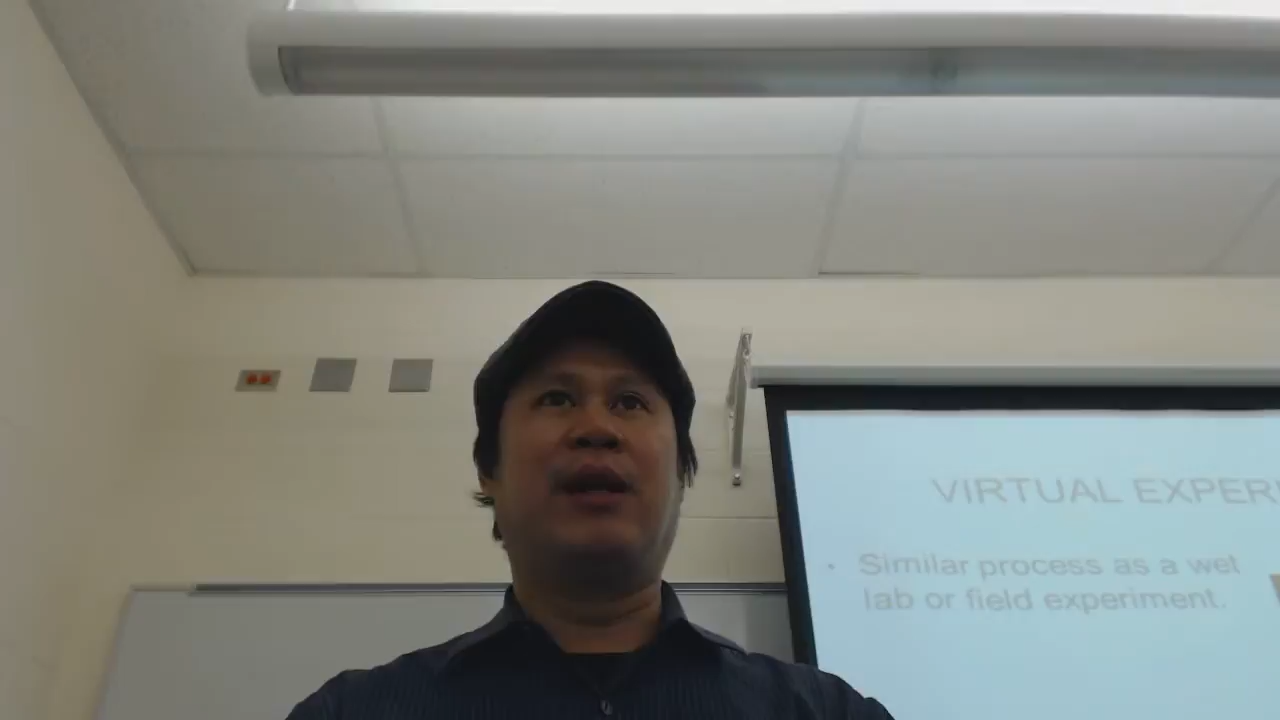 VIRTUAL EXPER
• Similar process as a wet
lab or field experiment.